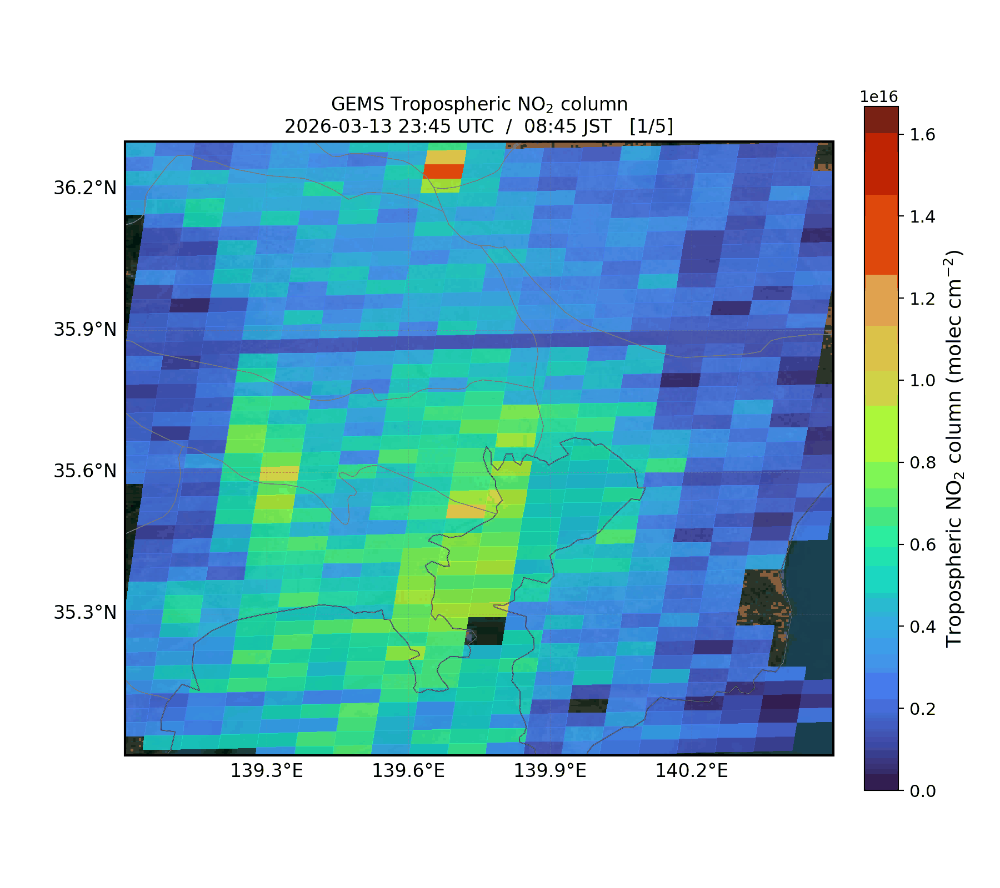 GEMS Tropospheric NO₂ column
2026-03-13 23:45 UTC / 08:45 JST [1/5]
1e16
36.2°N
35.9°N
35.6°N
35.3°N
139.3°E
139.6°E
139.9°E
140.2°E
1.6
1.4
1.2
1.0
0.8
0.6
0.4
0.2
0.0
Tropospheric NO₂ column (molec cm⁻²)